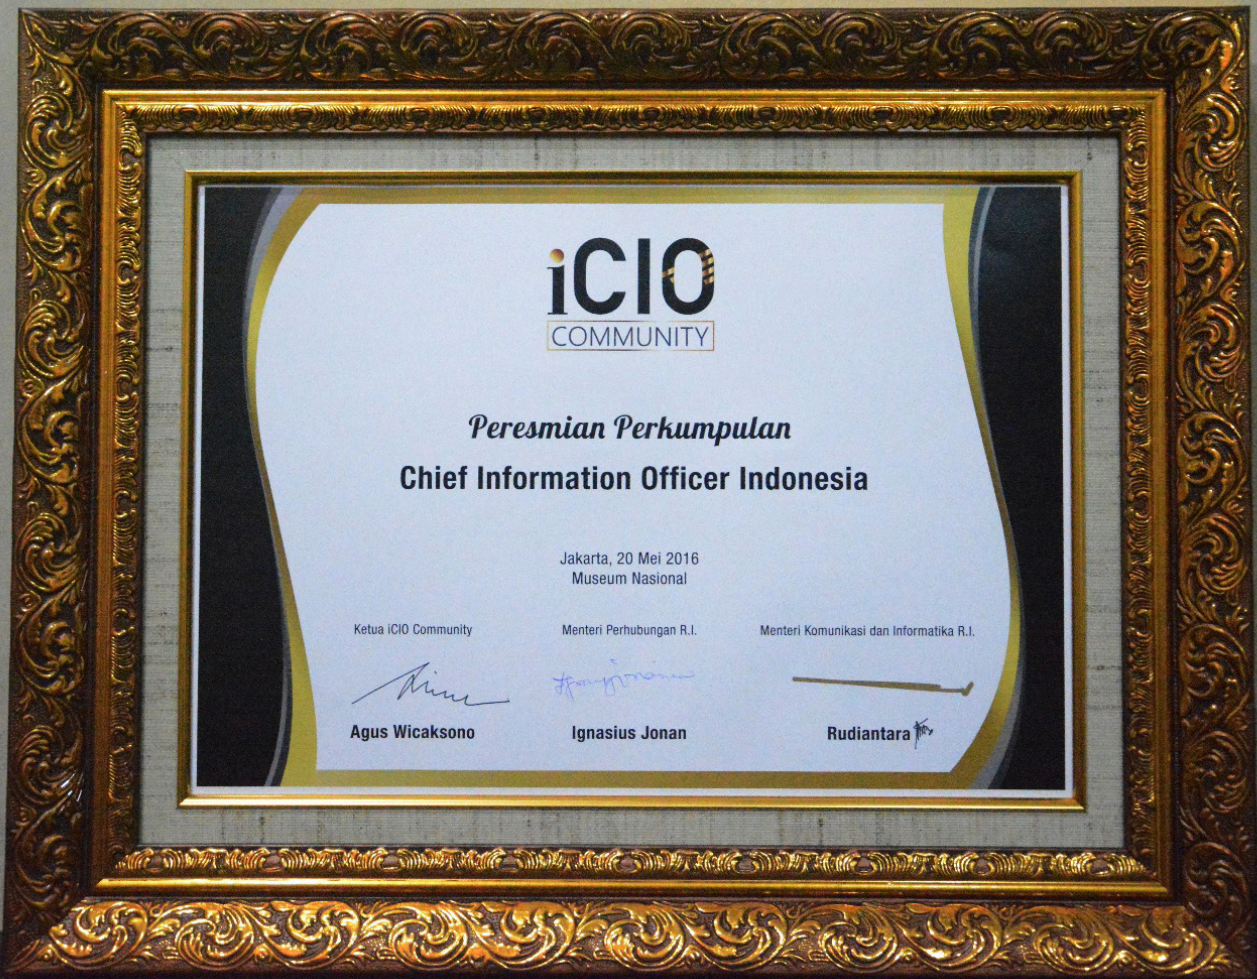 iCIO
COMMUNITY
Peresmian Perkumpulan
Chief Information Officer Indonesia
Jakarta, 20 Mei 2016
Museum Nasional
Ketua iCIO Community
Menteri Perhubungan R.I.
Menteri Komunikasi dan Informatika R.I.
Agus Wicaksono
Ignasius Jonan
Rudiantara